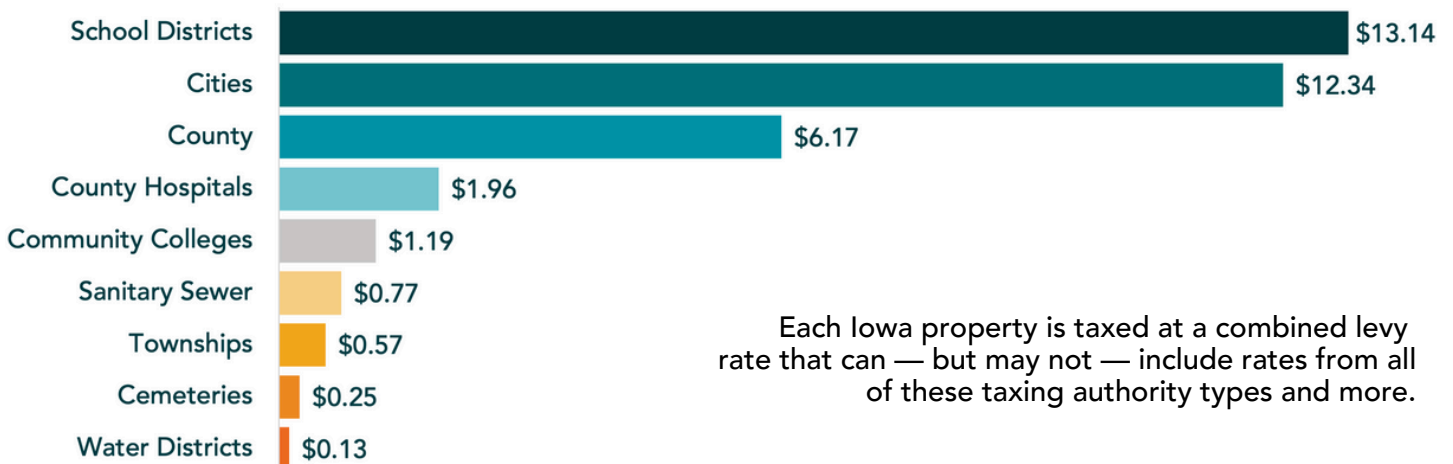 School Districts $13.14
Cities $12.34
County $6.17
County Hospitals $1.96
Community Colleges $1.19
Sanitary Sewer $0.77
Townships $0.57
Cemeteries $0.25
Water Districts $0.13
Each Iowa property is taxed at a combined levy
rate that can — but may not — include rates from all
of these taxing authority types and more.